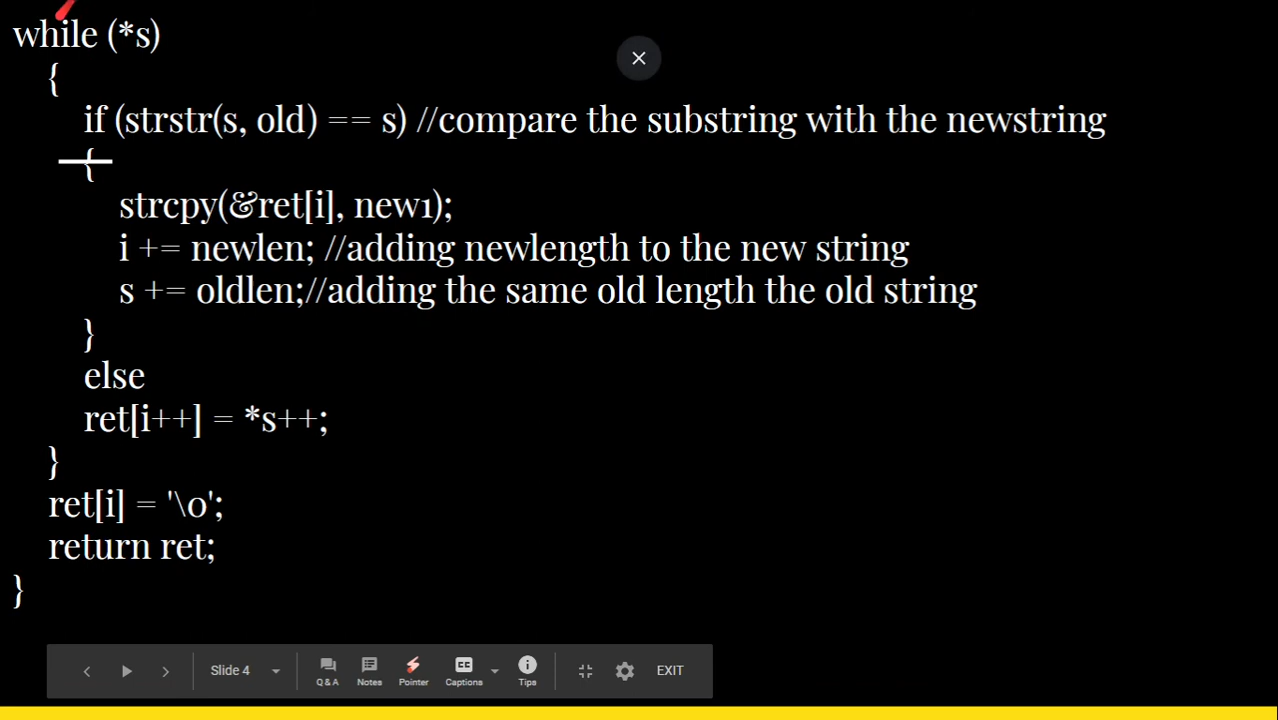 while (*s)
{
if (strstr(s, old) == s) //compare the substring with the newstring
{
strcpy(&ret[i], new1);
i += newlen; //adding newlength to the new string
s += oldlen;//adding the same old length the old string
}
else
ret[i++] = *s++;
}
ret[i] = '\0';
return ret;
}
Slide 4
Q & A
Notes
Pointer
CC
Captions
Tips
EXIT